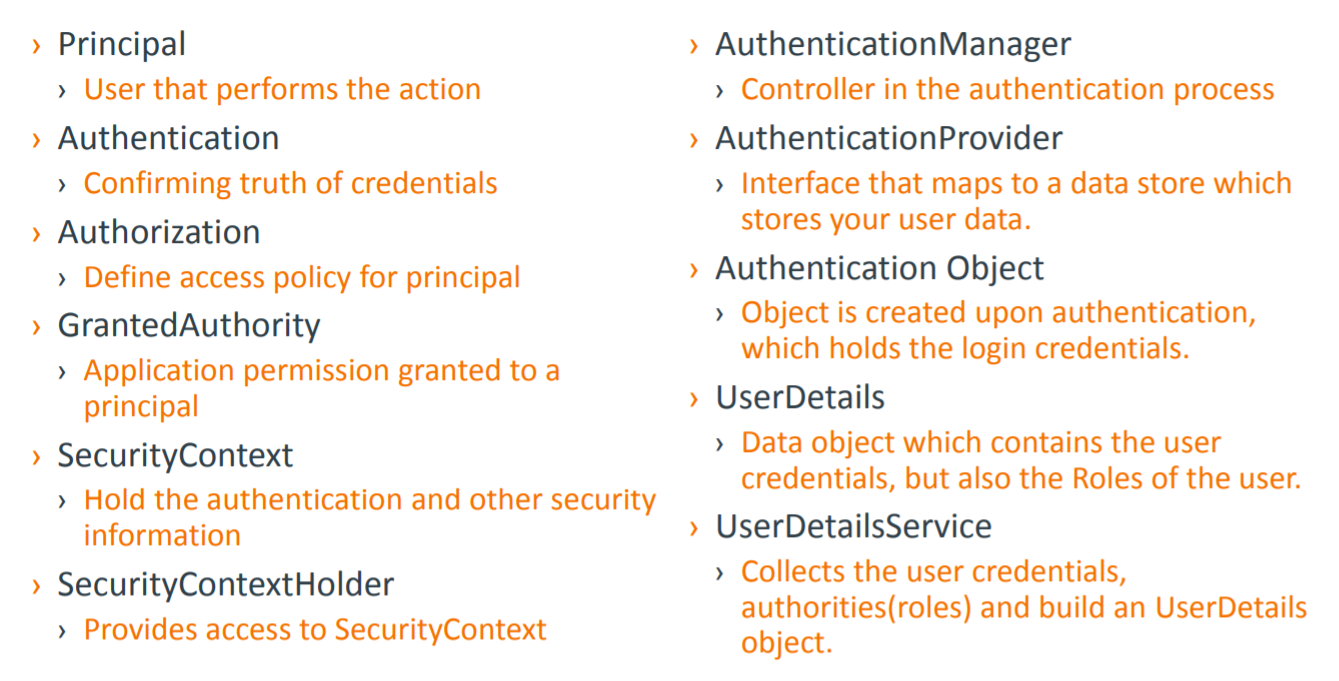 › Principal
› User that performs the action
› Authentication
› Confirming truth of credentials
› Authorization
› Define access policy for principal
› GrantedAuthority
› Application permission granted to a
principal
› SecurityContext
› Hold the authentication and other security
information
› SecurityContextHolder
› Provides access to SecurityContext
› AuthenticationManager
› Controller in the authentication process
› AuthenticationProvider
› Interface that maps to a data store which
stores your user data.
› Authentication Object
› Object is created upon authentication,
which holds the login credentials.
› UserDetails
› Data object which contains the user
credentials, but also the Roles of the user.
› UserDetailsService
› Collects the user credentials,
authorities(roles) and build an UserDetails
object.